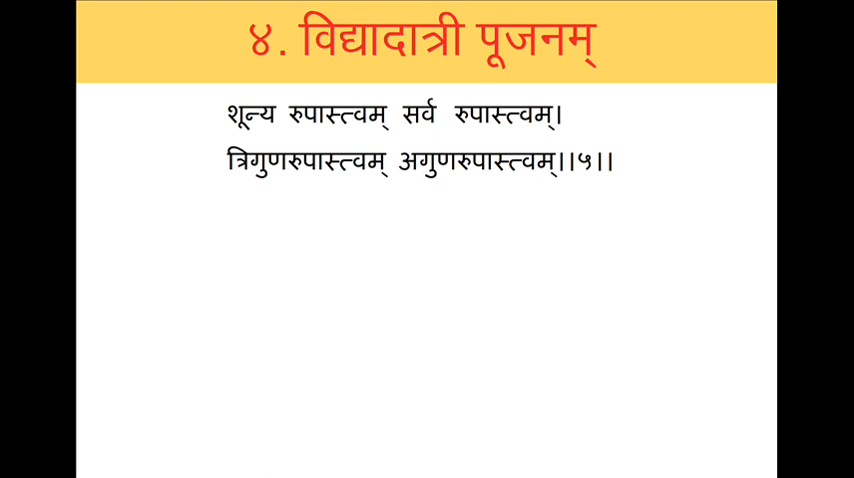 ४. विद्यादात्री पूजनम्
शून्य रुपास्त्वम् सर्व रुपास्त्वम्।
त्रिगुणरुपास्त्वम् अगुणरुपास्त्वम्।।५।।